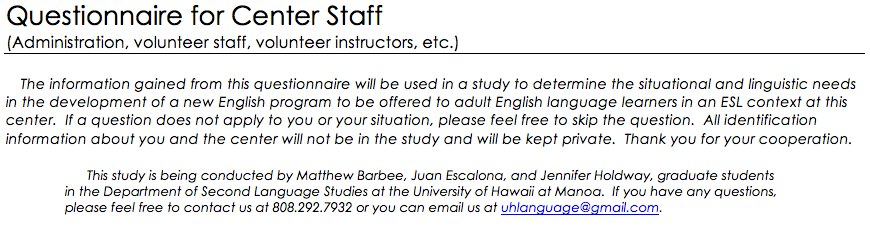 Questionnaire for Center Staff
(Administration, volunteer staff, volunteer instructors, etc.)
The information gained from this questionnaire will be used in a study to determine the situational and linguistic needs
in the development of a new English program to be offered to adult English language learners in an ESL context at this
center.  If a question does not apply to you or your situation, please feel free to skip the question.  All identification
information about you and the center will not be in the study and will be kept private.  Thank you for your cooperation.
This study is being conducted by Matthew Barbee, Juan Escalona, and Jennifer Holdway, graduate students
in the Department of Second Language Studies at the University of Hawaii at Manoa.  If you have any questions,
please feel free to contact us at 808.292.7932 or you can email us at uhlanguage@gmail.com.